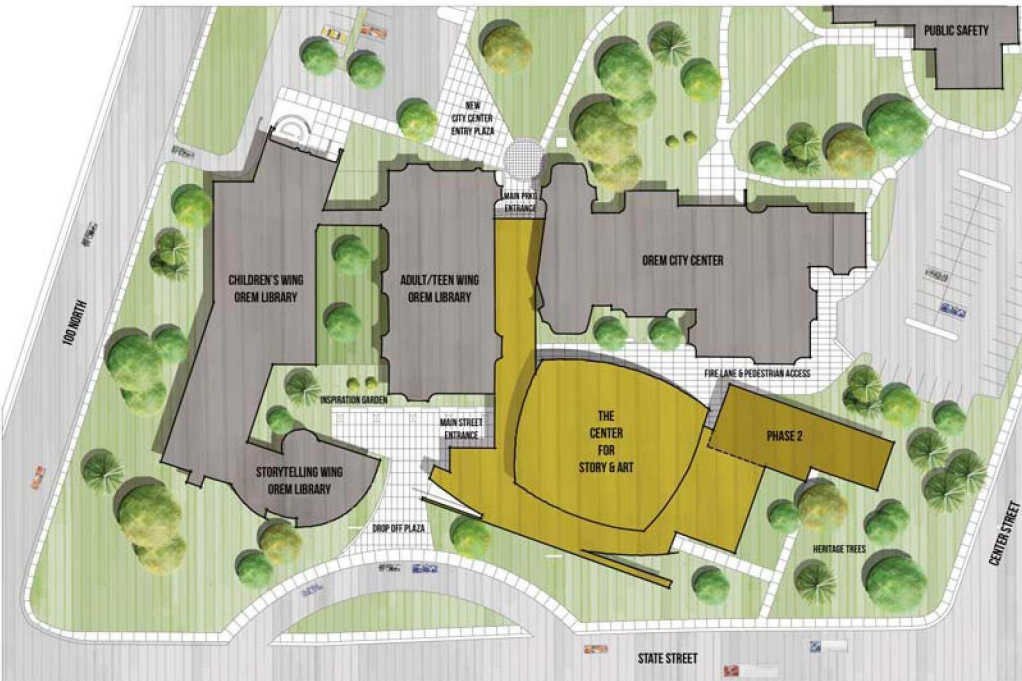 PUBLIC SAFETY
NEW
CITY CENTER
ENTRY PLAZA
MAIN PRKG
ENTRANCE
OREM CITY CENTER
CHILDREN'S WING
OREM LIBRARY
ADULT/TEEN WING
OREM LIBRARY
100 NORTH
FIRE LANE & PEDESTRIAN ACCESS
INSPIRATION GARDEN
MAIN STREET
ENTRANCE
THE
CENTER
FOR
STORY & ART
PHASE 2
STORYTELLING WING
OREM LIBRARY
DROP OFF PLAZA
HERITAGE TREES
CENTER STREET
STATE STREET